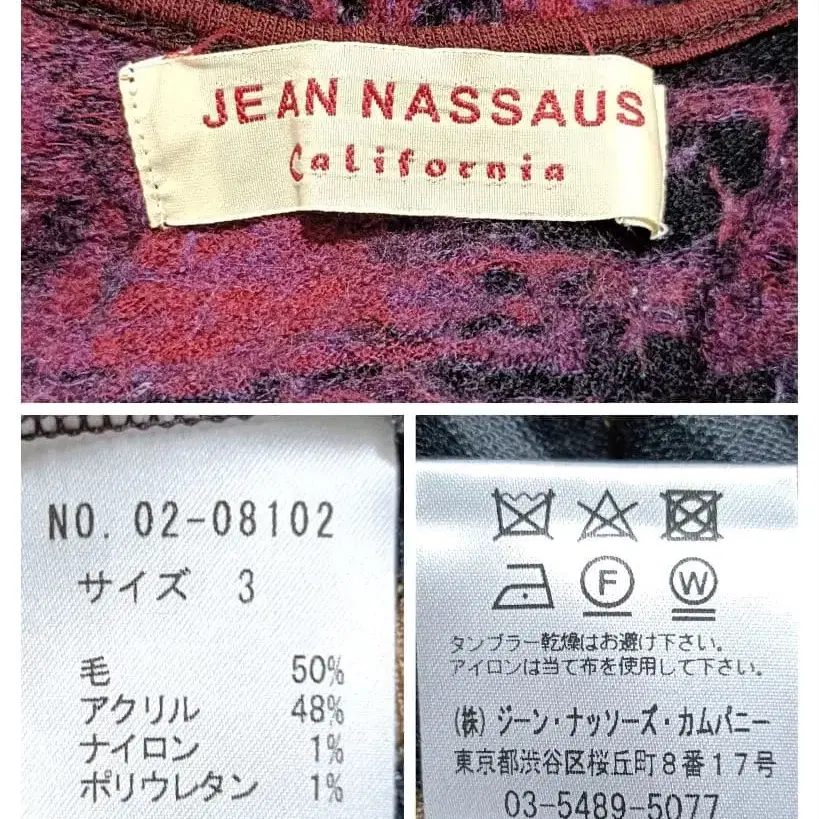 JEAN NASSAUS
California
NO. 02-08102
サイズ 3
毛 50%
アクリル 48%
ナイロン 1%
ポリウレタン 1%
F W
タンブラー乾燥はお避け下さい。
アイロンは当て布を使用して下さい。
(株) ジーン・ナッソーズ・カムパニー
東京都渋谷区桜丘町8番17号
03-5489-5077